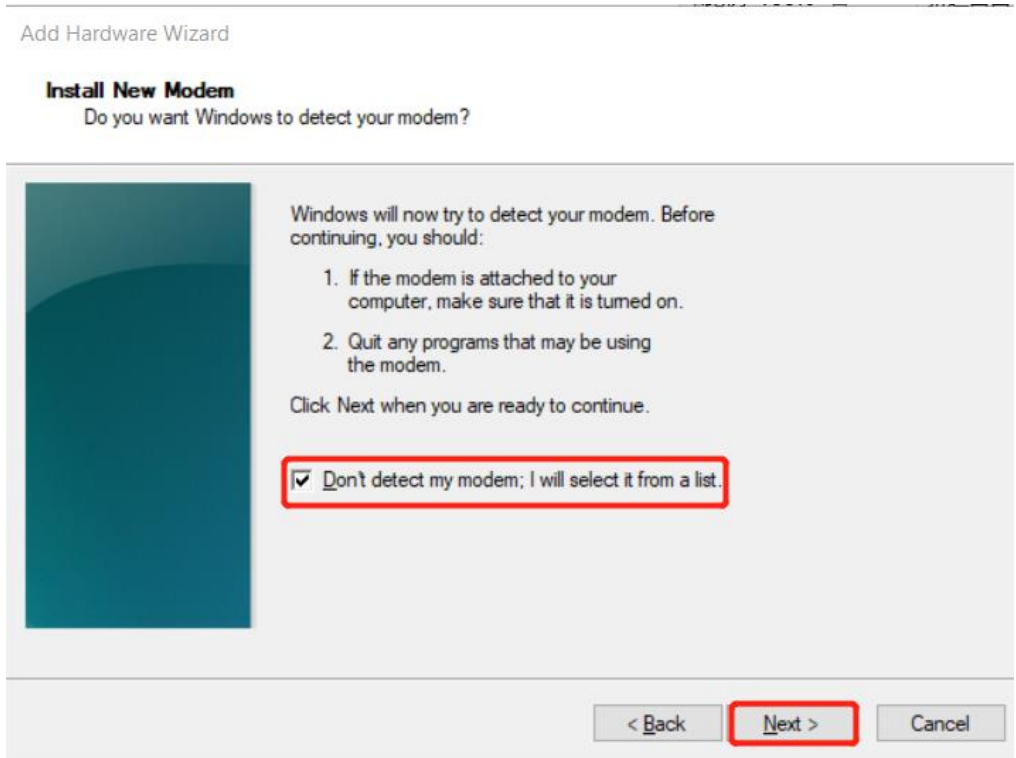 Add Hardware Wizard
Install New Modem
Do you want Windows to detect your modem?
Windows will now try to detect your modem. Before
continuing, you should:
1. If the modem is attached to your
computer, make sure that it is turned on.
2. Quit any programs that may be using
the modem.
Click Next when you are ready to continue.
Don't detect my modem; I will select it from a list.
< Back Next > Cancel